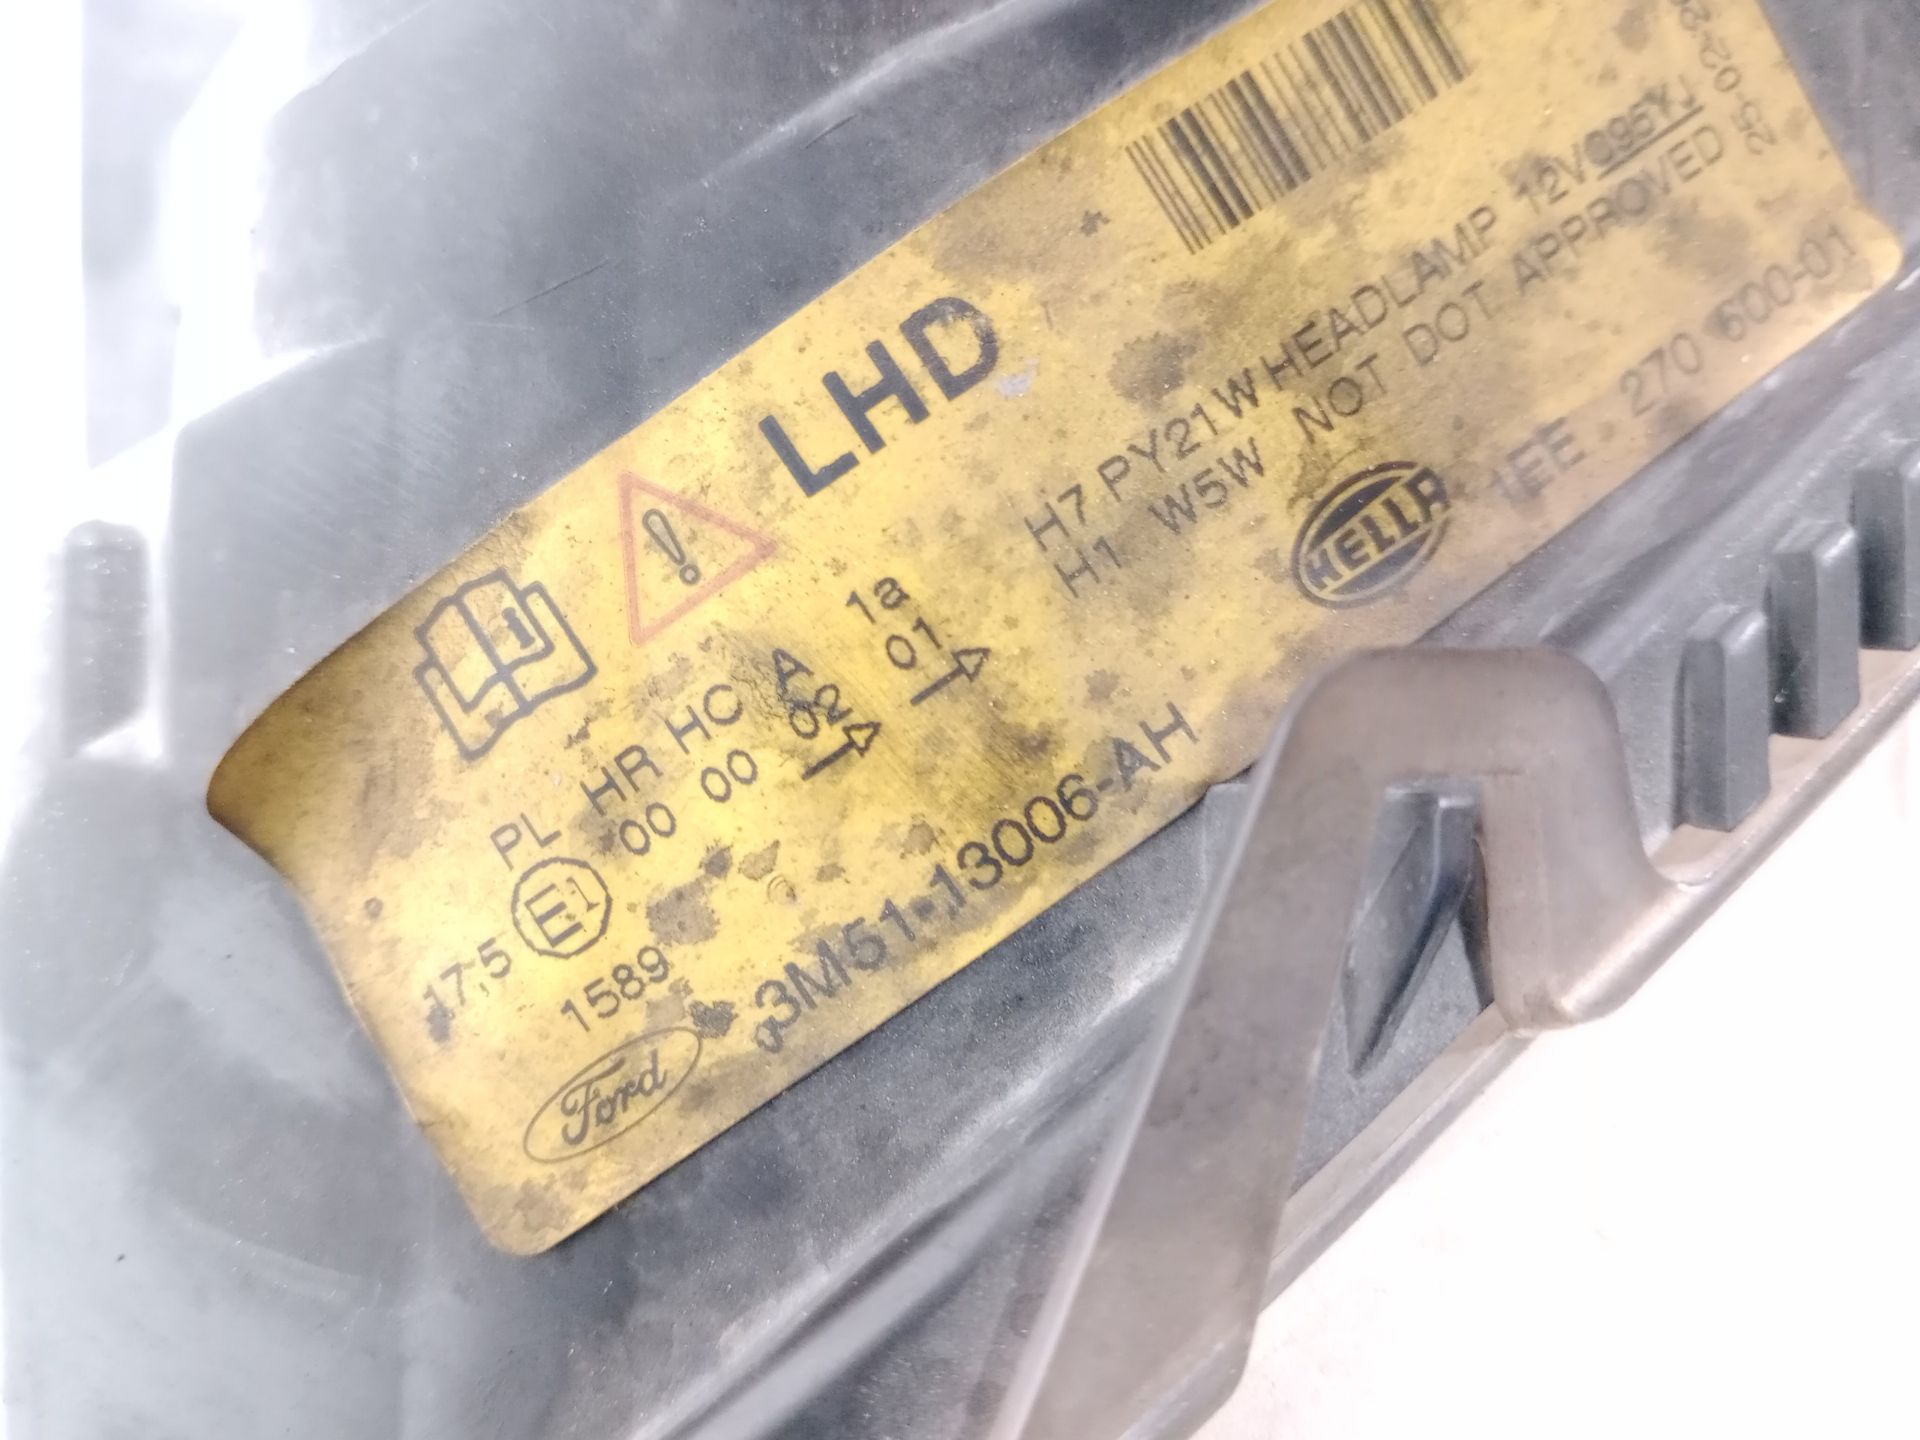 LHD
H7 PY21W HEADLAMP 12V
H1 W5W NOT DOT APPROVED
HELLA 1EE 270 600-01
PL HR HC A 1a
17,5 E1 00 00 02 01
1589
Ford 3M51-13006-AH